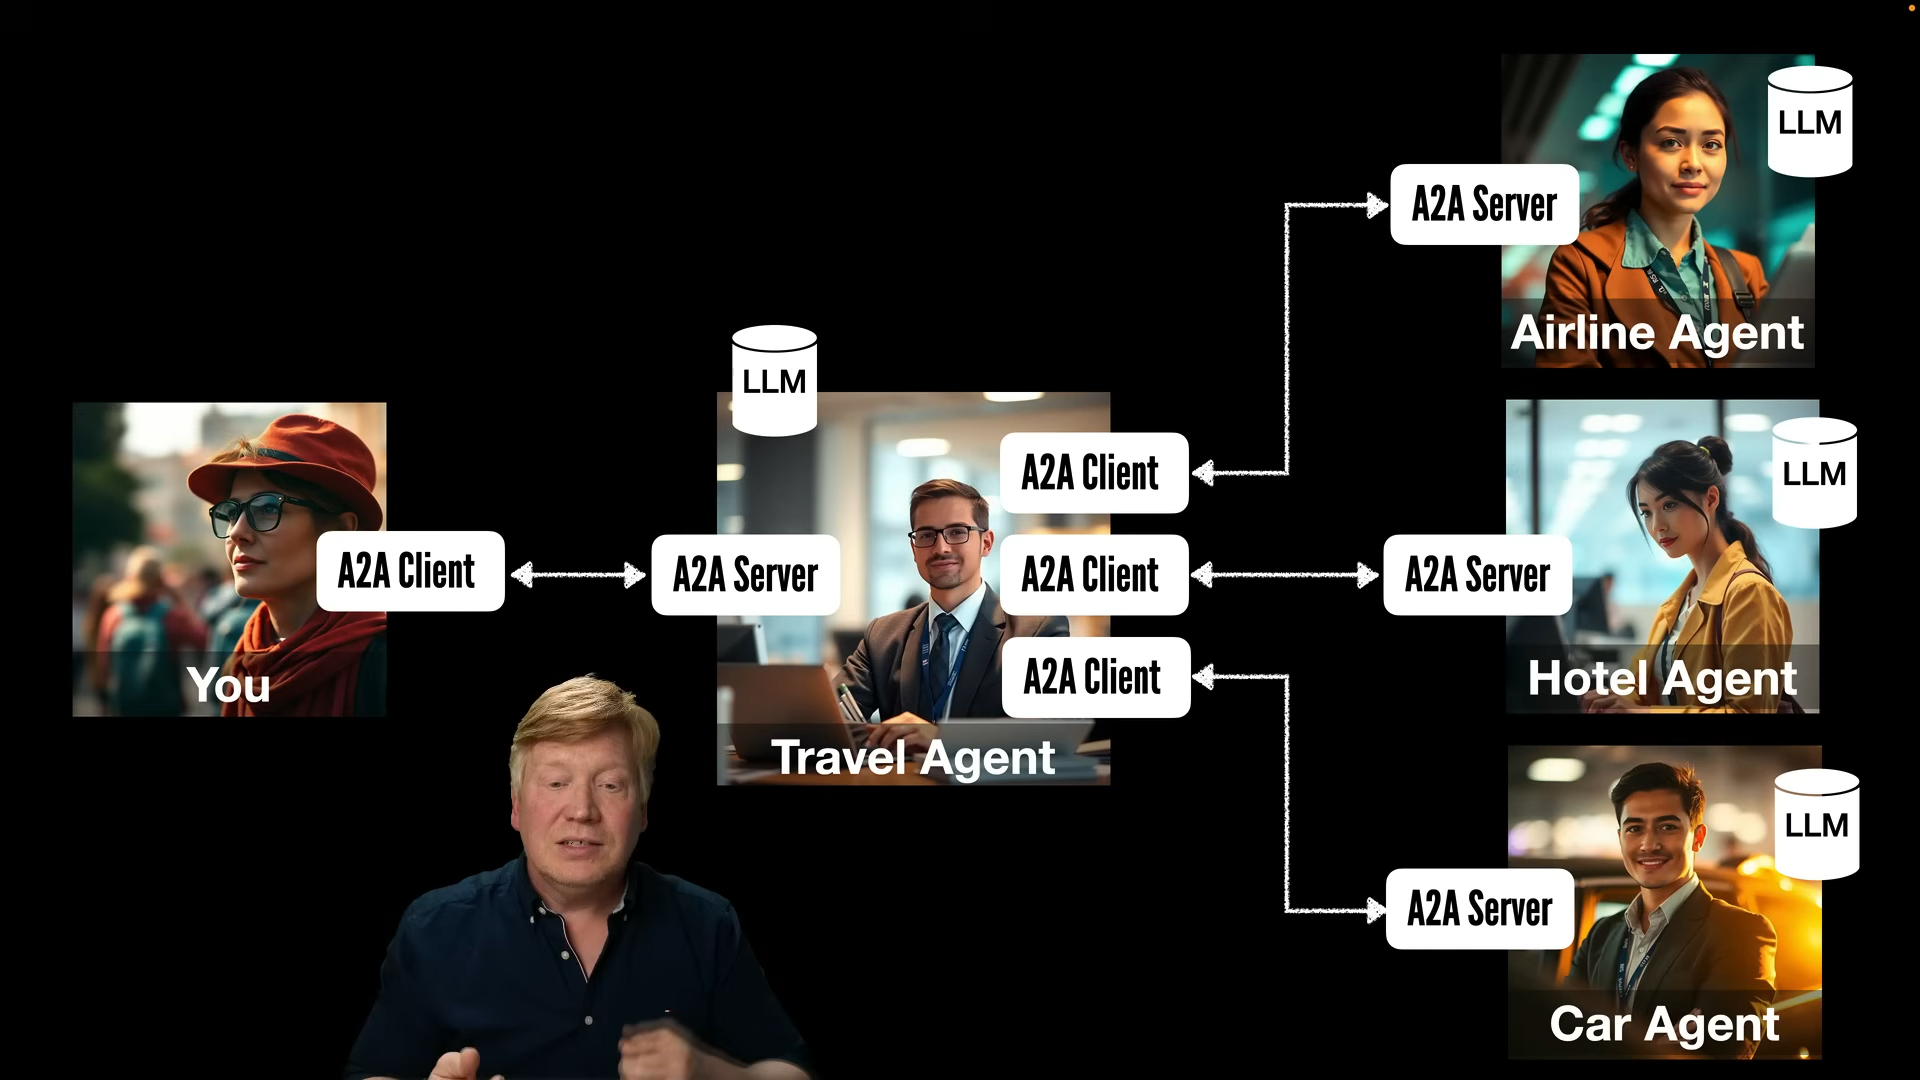 LLM
A2A Server
Airline Agent
LLM
A2A Client
LLM
A2A Client
A2A Server
A2A Client
A2A Server
A2A Client
You
Hotel Agent
Travel Agent
LLM
A2A Server
Car Agent